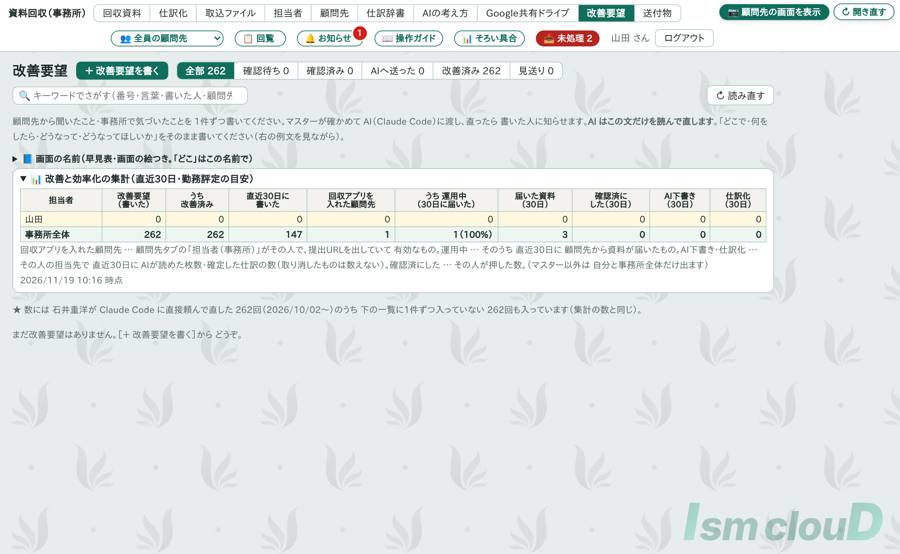 資料回収(事務所) 回収資料 仕訳化 取込ファイル 担当者 顧問先 仕訳辞書 AIの考え方 Google共有ドライブ 改善要望 送付物 📷 顧問先の画面を表示 ↻ 開き直す
👥 全員の顧問先 📋 回覧 🔔 お知らせ 1 📖 操作ガイド 📊 そろい具合 📥 未処理 2 山田 さん ログアウト
改善要望 ＋ 改善要望を書く 全部 262 確認待ち 0 確認済み 0 AIへ送った 0 改善済み 262 見送り 0
🔍 キーワードでさがす(番号・言葉・書いた人・顧問先 ↻ 読み直す
顧問先から聞いたこと・事務所で気づいたことを 1件ずつ書いてください。マスターが確かめて AI(Claude Code)に渡し、直ったら 書いた人に知らせます。AI はこの文だけを読んで直します。「どこで・何を
したら・どうなって・どうなってほしいか」をそのまま書いてください(右の例文を見ながら)。
▶ 📘 画面の名前(早見表・画面の絵つき。「どこ」はこの名前で)
▼ 📊 改善と効率化の集計(直近30日・勤務評定の目安)
担当者 改善要望(書いた) うち改善済み 直近30日に書いた 回収アプリを入れた顧問先 うち 運用中(30日に届いた) 届いた資料(30日) 確認済にした(30日) AI下書き(30日) 仕訳化(30日)
山田 0 0 0 0 0 0 0 0 0
事務所全体 262 262 147 1 1(100%) 3 0 0 0
回収アプリを入れた顧問先 … 顧問先タブの「担当者(事務所)」がその人で、提出URLを出していて 有効なもの。運用中 … そのうち 直近30日に 顧問先から資料が届いたもの。AI下書き・仕訳化 …
その人の担当先で 直近30日に AIが読めた枚数・確定した仕訳の数(取り消したものは数えない)。確認済にした … その人が押した数。(マスター以外は 自分と事務所全体だけ出ます)
2026/11/19 10:16 時点
★ 数には 石井重洋が Claude Code に直接頼んで直した 262回(2026/10/02〜)のうち 下の一覧に1件ずつ入っていない 262回も入っています(集計の数と同じ)。
まだ改善要望はありません。[＋ 改善要望を書く]から どうぞ。
Ism clouD